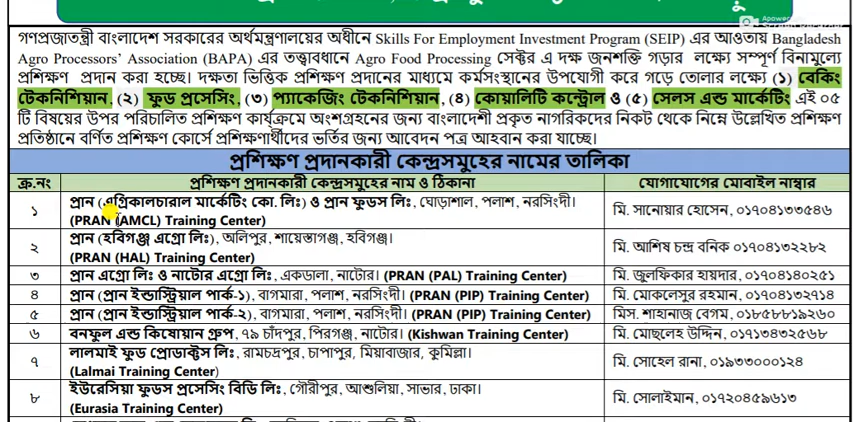 গণপ্রজাতন্ত্রী বাংলাদেশ সরকারের অর্থমন্ত্রণালয়ের অধীনে Skills For Employment Investment Program (SEIP) এর আওতায় Bangladesh
Agro Processors' Association (BAPA) এর তত্ত্বাবধানে Agro Food Processing সেক্টর এ দক্ষ জনশক্তি গড়ার লক্ষ্যে সম্পূর্ণ বিনামূল্যে
প্রশিক্ষণ প্রদান করা হচ্ছে। দক্ষতা ভিত্তিক প্রশিক্ষণ প্রদানের মাধ্যমে কর্মসংস্থানের উপযোগী করে গড়ে তোলার লক্ষ্যে (১) বেকিং
টেকনিশিয়ান, (২) ফুড প্রসেসিং, (৩) প্যাকেজিং টেকনিশিয়ান, (৪) কোয়ালিটি কন্ট্রোল ও (৫) সেলস এন্ড মার্কেটিং এই ০৫
টি বিষয়ের উপর পরিচালিত প্রশিক্ষণ কার্যক্রমে অংশগ্রহনের জন্য বাংলাদেশী প্রকৃত নাগরিকদের নিকট থেকে নিম্নে উল্লেখিত প্রশিক্ষণ
প্রতিষ্ঠানে বর্ণিত প্রশিক্ষণ কোর্সে প্রশিক্ষণার্থীদের ভর্তির জন্য আবেদন পত্র আহবান করা যাচ্ছে।
প্রশিক্ষণ প্রদানকারী কেন্দ্রসমুহের নামের তালিকা
ক্র.নং প্রশিক্ষণ প্রদানকারী কেন্দ্রসমুহের নাম ও ঠিকানা যোগাযোগের মোবাইল নাম্বার
১ প্রান (এগ্রিকালচারাল মার্কেটিং কো. লিঃ) ও প্রান ফুডস লিঃ, ঘোড়াশাল, পলাশ, নরসিংদী।
(PRAN (AMCL) Training Center) মি. সানোয়ার হোসেন, ০১৭০৪১৩৩৫৪৬
২ প্রান (হবিগঞ্জ এগ্রো লিঃ), অলিপুর, শায়েস্তাগঞ্জ, হবিগঞ্জ।
(PRAN (HAL) Training Center) মি. আশিষ চন্দ্র বনিক ০১৭০৪১৩২২৮২
৩ প্রান এগ্রো লিঃ ও নাটোর এগ্রো লিঃ, একডালা, নাটোর। (PRAN (PAL) Training Center) মি. জুলফিকার হায়দার, ০১৭০৪১৪০২৫১
৪ প্রান (প্রান ইন্ডাস্ট্রিয়াল পার্ক-১), বাগমারা, পলাশ, নরসিংদী। (PRAN (PIP) Training Center) মি. মোকলেসুর রহমান, ০১৭০৪১৩২৭১৪
৫ প্রান (প্রান ইন্ডাস্ট্রিয়াল পার্ক-২), বাগমারা, পলাশ, নরসিংদী। (PRAN (PIP) Training Center) মিস. শাহানাজ বেগম, ০১৮৫৮৮১৯২৬০
৬ বনফুল এন্ড কিষোয়ান গ্রুপ, ৭৯ চাঁদপুর, পিরগঞ্জ, নাটোর। (Kishwan Training Center) মি. মোছলেহ উদ্দিন, ০১৭১৩৪৩২৫৬৮
৭ লালমাই ফুড প্রোডাক্টস লিঃ, রামচন্দ্রপুর, চাপাপুর, মিয়াবাজার, কুমিল্লা।
(Lalmai Training Center) মি. সোহেল রানা, ০১৯৩৩০০০১২৪
৮ ইউরেসিয়া ফুডস প্রসেসিং বিডি লিঃ, গৌরীপুর, আশুলিয়া, সাভার, ঢাকা।
(Eurasia Training Center) মি. সোলাইমান, ০১৭২০৪৫৯৬১৩